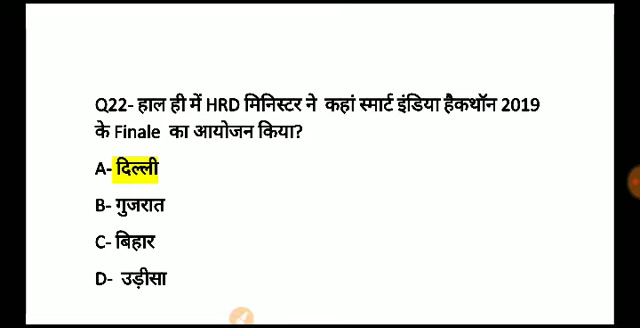 Q22- हाल ही में HRD मिनिस्टर ने कहां स्मार्ट इंडिया हैकथॉन 2019
के Finale का आयोजन किया?
A- दिल्ली
B- गुजरात
C- बिहार
D- उड़ीसा